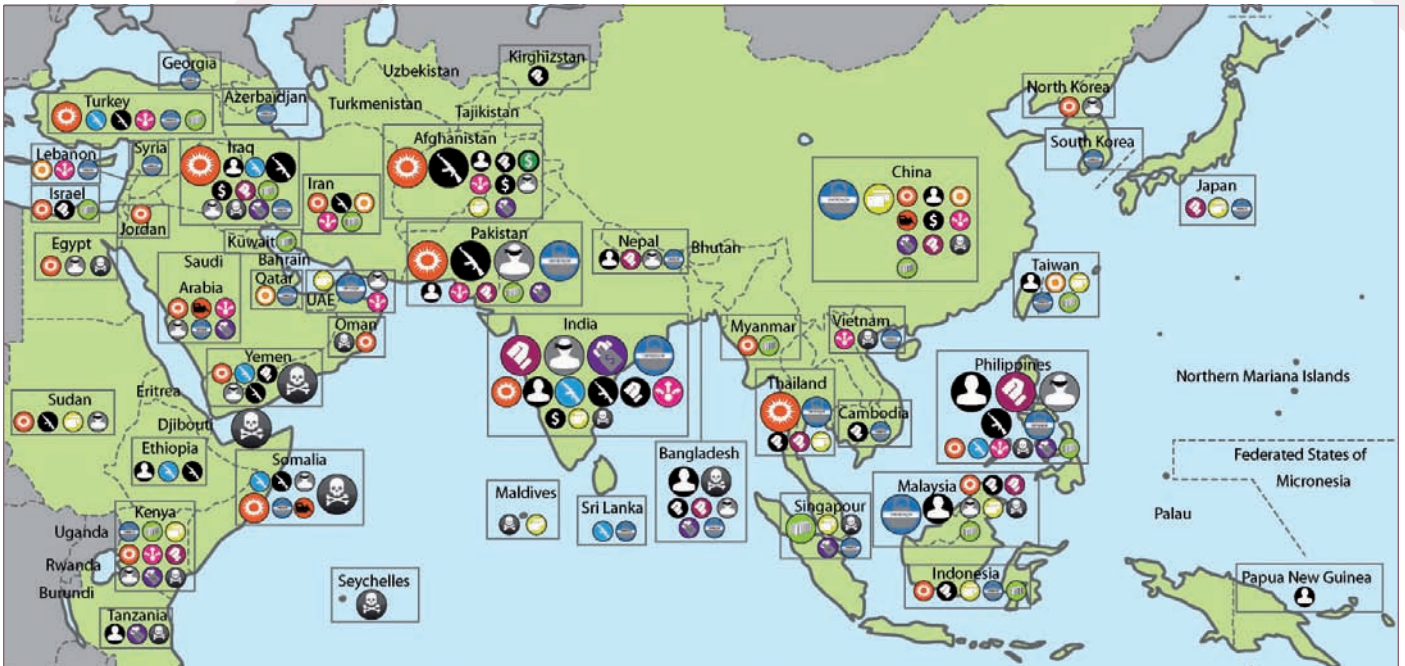 Georgia
Kirghizstan
Uzbekistan
Turkey
Azerbaïdjan
Turkmenistan
Tajikistan
North Korea
Afghanistan
South Korea
Lebanon
Syria
Iraq
China
Israel
Iran
Japan
Jordan
Egypt
Kuwait
Pakistan
Nepal
Bhutan
Saudi
Arabia
Bahrain
Qatar
UAE
Taiwan
Oman
India
Myanmar
Vietnam
Yemen
Philippines
Northern Mariana Islands
Eritrea
Thailand
Sudan
Djibouti
Cambodia
Ethiopia
Bangladesh
Federated States of
Micronesia
Somalia
Malaysia
Maldives
Sri Lanka
Singapour
Kenya
Palau
Uganda
Rwanda
Indonesia
Papua New Guinea
Seychelles
Burundi
Tanzania